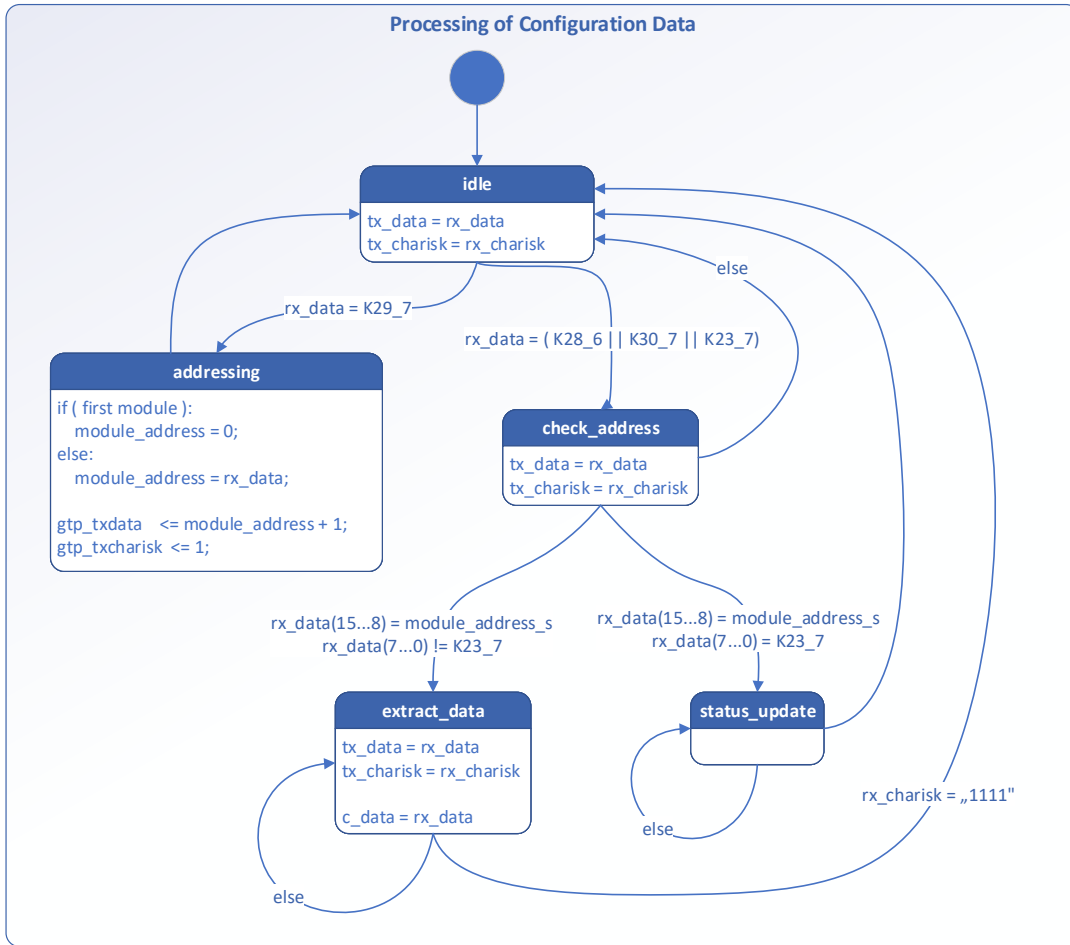 Processing of Configuration Data
idle
tx_data = rx_data
tx_charisk = rx_charisk
else
rx_data = K29_7
rx_data = ( K28_6 || K30_7 || K23_7)
addressing
if ( first module ):
module_address = 0;
else:
module_address = rx_data;
gtp_txdata <= module_address + 1;
gtp_txcharisk <= 1;
check_address
tx_data = rx_data
tx_charisk = rx_charisk
rx_data(15...8) = module_address_s
rx_data(7...0) != K23_7
rx_data(15...8) = module_address_s
rx_data(7...0) = K23_7
extract_data
tx_data = rx_data
tx_charisk = rx_charisk
c_data = rx_data
status_update
rx_charisk = „1111"
else
else